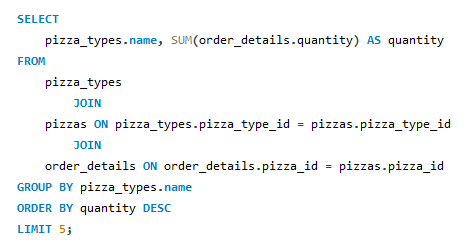 SELECT
    pizza_types.name, SUM(order_details.quantity) AS quantity
FROM
    pizza_types
        JOIN
    pizzas ON pizza_types.pizza_type_id = pizzas.pizza_type_id
        JOIN
    order_details ON order_details.pizza_id = pizzas.pizza_id
GROUP BY pizza_types.name
ORDER BY quantity DESC
LIMIT 5;